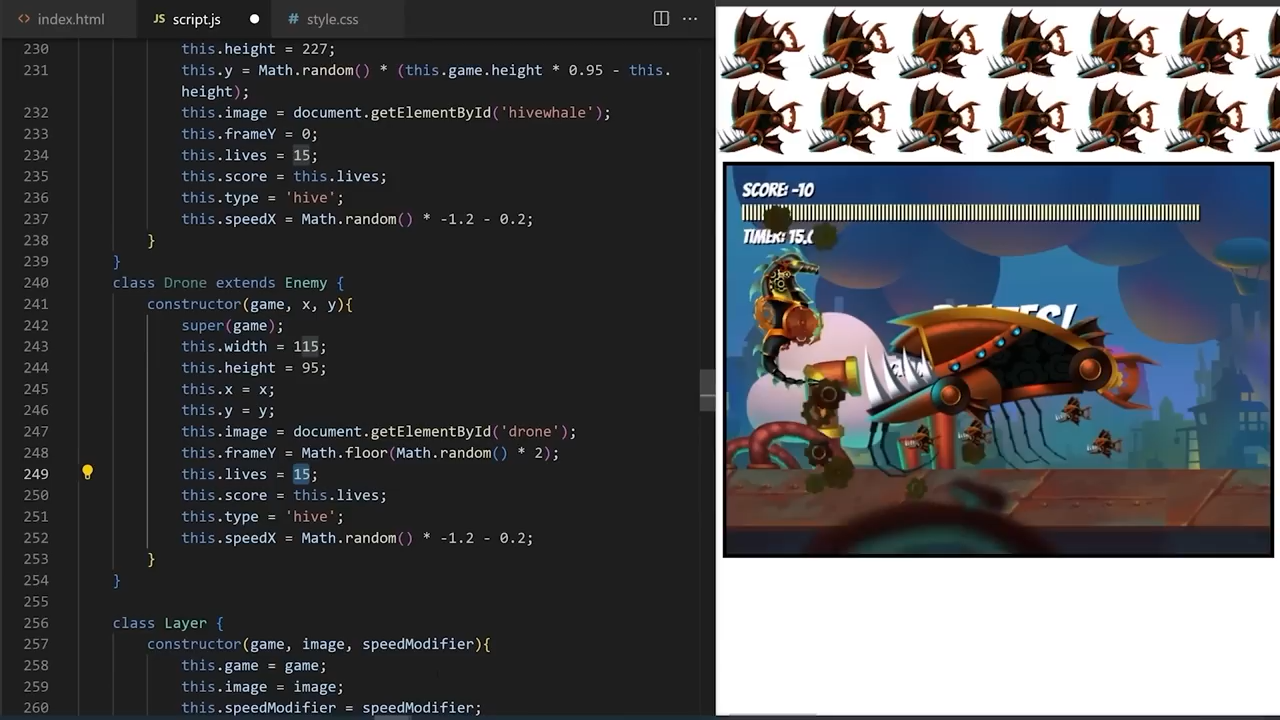 index.html
JS script.js
# style.css
230 this.height = 227;
231 this.y = Math.random() * (this.game.height * 0.95 - this.
height);
232 this.image = document.getElementById('hivewhale');
233 this.frameY = 0;
234 this.lives = 15;
235 this.score = this.lives;
236 this.type = 'hive';
237 this.speedX = Math.random() * -1.2 - 0.2;
238 }
239 }
240 class Drone extends Enemy {
241 constructor(game, x, y){
242 super(game);
243 this.width = 115;
244 this.height = 95;
245 this.x = x;
246 this.y = y;
247 this.image = document.getElementById('drone');
248 this.frameY = Math.floor(Math.random() * 2);
249 this.lives = 15;
250 this.score = this.lives;
251 this.type = 'hive';
252 this.speedX = Math.random() * -1.2 - 0.2;
253 }
254 }
255
256 class Layer {
257 constructor(game, image, speedModifier){
258 this.game = game;
259 this.image = image;
260 this.speedModifier = speedModifier;
SCORE: -10
TIMER: 15.0